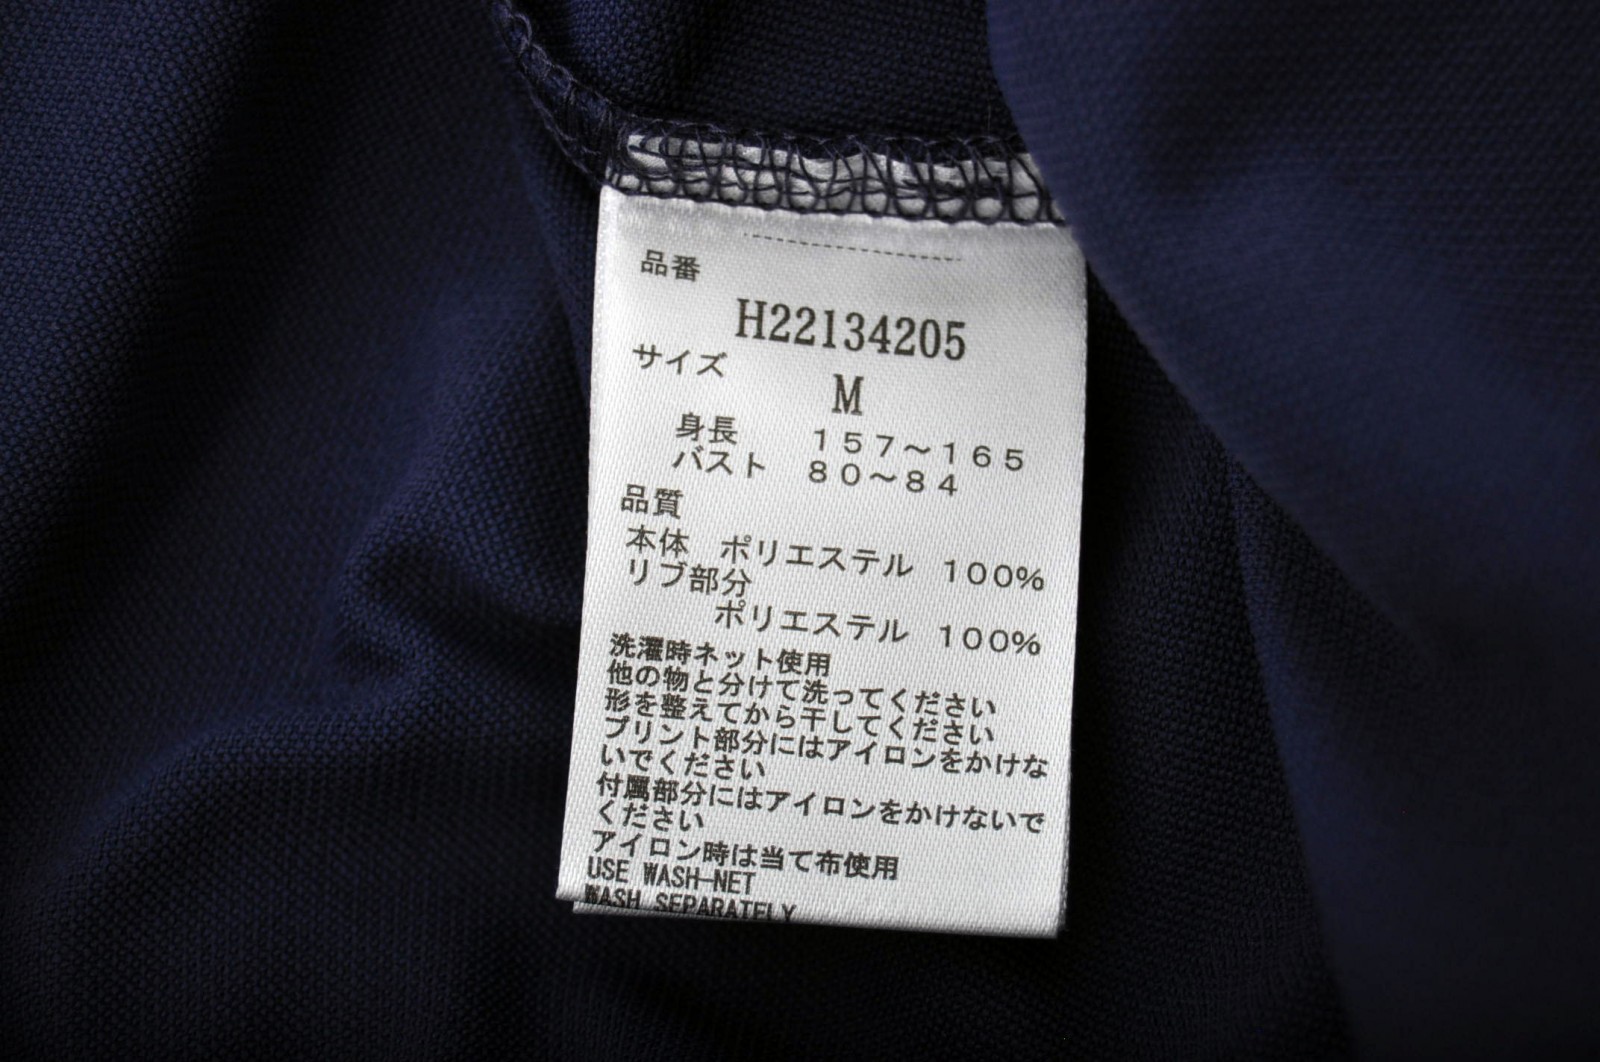 品番
H22134205
サイズ
M
身長 157～165
バスト 80～84
品質
本体 ポリエステル 100%
リブ部分
ポリエステル 100%
洗濯時ネット使用
他の物と分けて洗ってください
形を整えてから干してください
プリント部分にはアイロンをかけな
いでください
付属部分にはアイロンをかけないで
ください
アイロン時は当て布使用
USE WASH-NET
WASH SEPARATELY